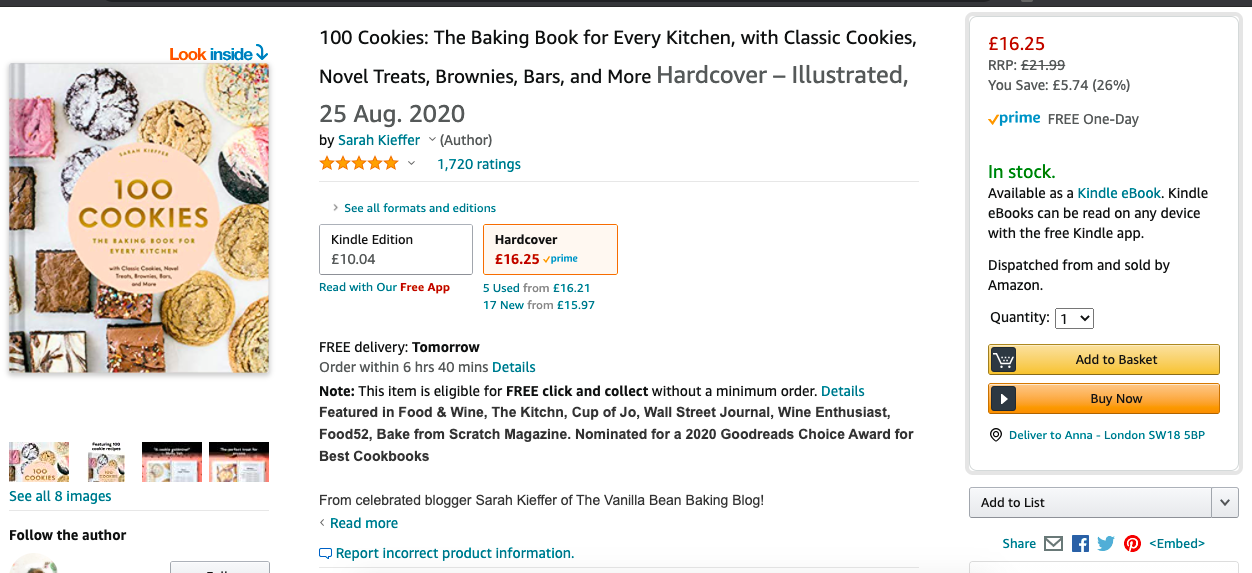 Look inside
SARAH KIEFFER
100
COOKIES
THE BAKING BOOK FOR
EVERY KITCHEN
with Classic Cookies, Novel
Treats, Brownies, Bars,
and More
100
COOKIES
Featuring 100
cookie recipes
100
COOKIES
See all 8 images
Follow the author
100 Cookies: The Baking Book for Every Kitchen, with Classic Cookies,
Novel Treats, Brownies, Bars, and More Hardcover – Illustrated,
25 Aug. 2020
by Sarah Kieffer (Author)
1,720 ratings
See all formats and editions
Kindle Edition
£10.04
Hardcover
£16.25 prime
Read with Our Free App
5 Used from £16.21
17 New from £15.97
FREE delivery: Tomorrow
Order within 6 hrs 40 mins Details
Note: This item is eligible for FREE click and collect without a minimum order. Details
Featured in Food & Wine, The Kitchn, Cup of Jo, Wall Street Journal, Wine Enthusiast,
Food52, Bake from Scratch Magazine. Nominated for a 2020 Goodreads Choice Award for
Best Cookbooks
From celebrated blogger Sarah Kieffer of The Vanilla Bean Baking Blog!
Read more
Report incorrect product information.
£16.25
RRP: £21.99
You Save: £5.74 (26%)
prime FREE One-Day
In stock.
Available as a Kindle eBook. Kindle
eBooks can be read on any device
with the free Kindle app.
Dispatched from and sold by
Amazon.
Quantity: 1
Add to Basket
Buy Now
Deliver to Anna - London SW18 5BP
Add to List
Share <Embed>